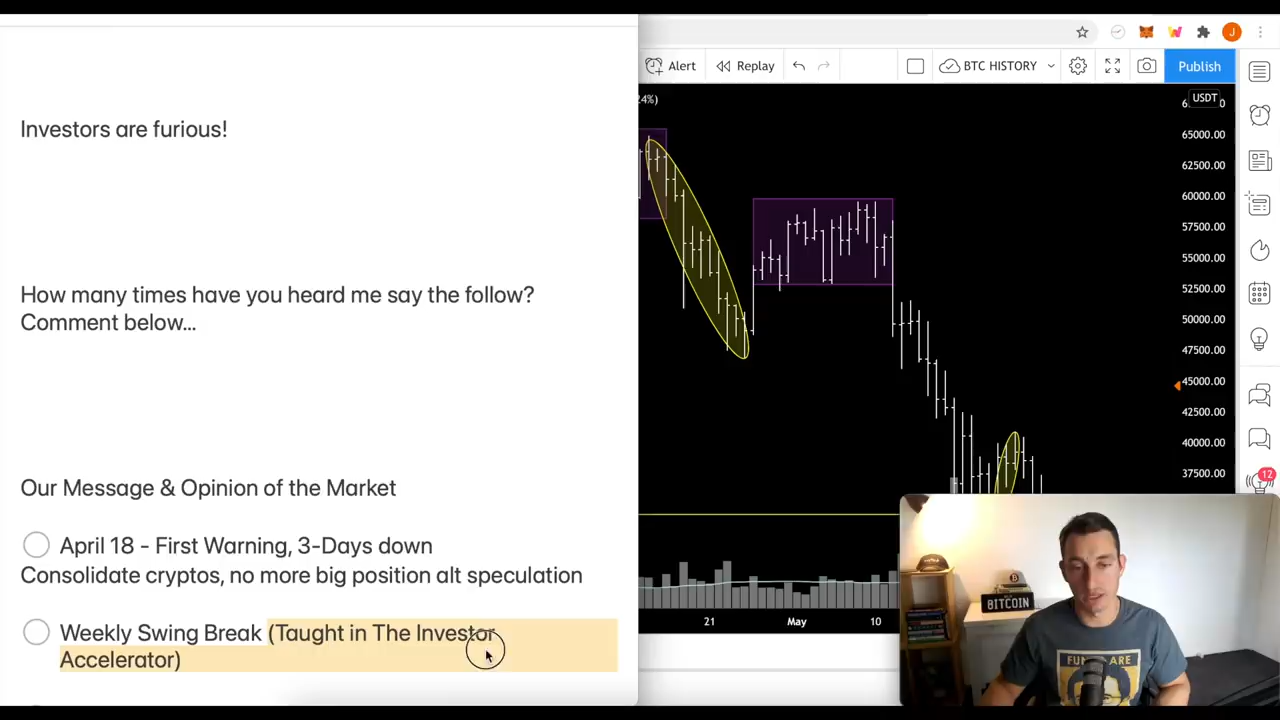 Investors are furious!
How many times have you heard me say the follow?
Comment below...
Our Message & Opinion of the Market
April 18 - First Warning, 3-Days down
Consolidate cryptos, no more big position alt speculation
Weekly Swing Break (Taught in The Investor
Accelerator)
J
Alert
Replay
BTC HISTORY
Publish
24%)
USDT
65000.00
62500.00
60000.00
57500.00
55000.00
52500.00
50000.00
47500.00
45000.00
42500.00
40000.00
37500.00
12
21
May
10
BITCOIN